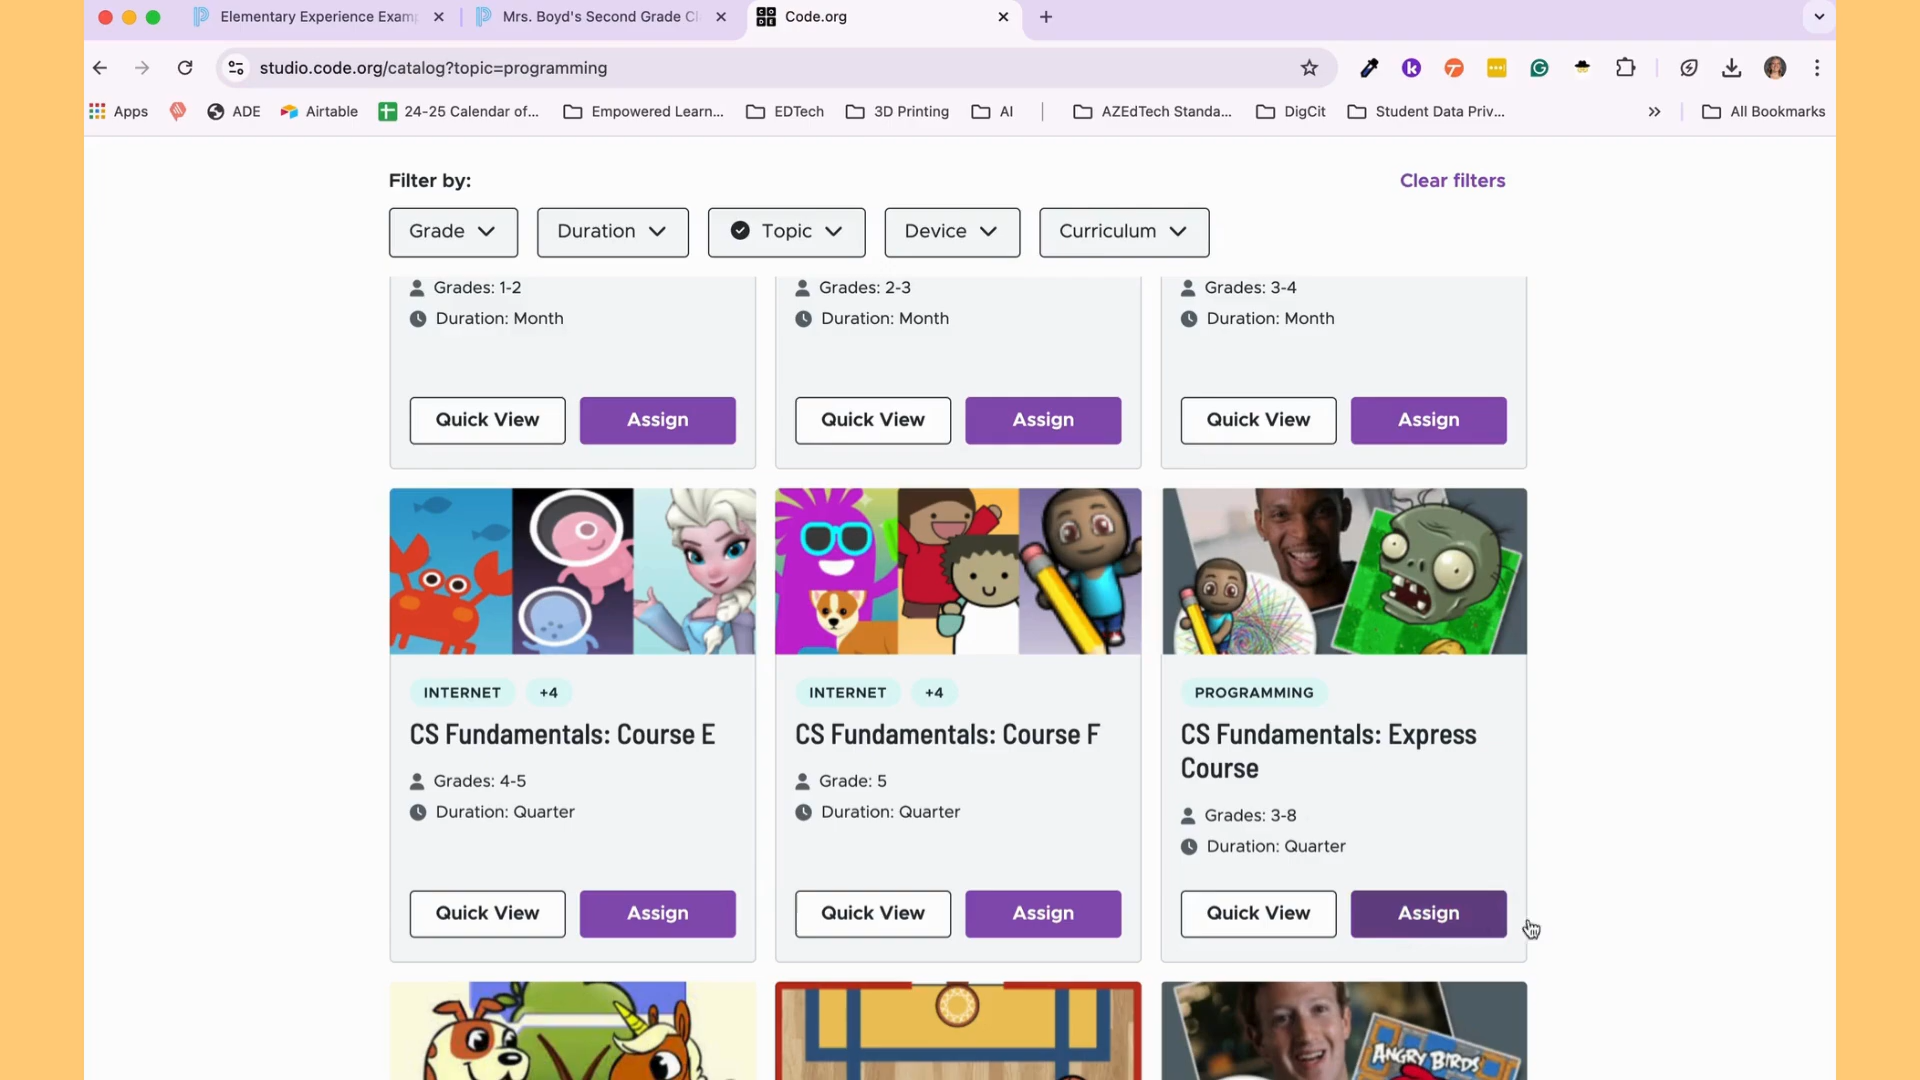 Elementary Experience Examp
Mrs. Boyd's Second Grade Cl
Code.org
studio.code.org/catalog?topic=programming
Apps
ADE
Airtable
24-25 Calendar of...
Empowered Learn...
EDTech
3D Printing
AI
AZEdTech Standa...
DigCit
Student Data Priv...
All Bookmarks
Filter by:
Clear filters
Grade
Duration
Topic
Device
Curriculum
Grades: 1-2
Duration: Month
Quick View
Assign
Grades: 2-3
Duration: Month
Quick View
Assign
Grades: 3-4
Duration: Month
Quick View
Assign
INTERNET +4
CS Fundamentals: Course E
Grades: 4-5
Duration: Quarter
Quick View
Assign
INTERNET +4
CS Fundamentals: Course F
Grade: 5
Duration: Quarter
Quick View
Assign
PROGRAMMING
CS Fundamentals: Express
Course
Grades: 3-8
Duration: Quarter
Quick View
Assign
ANGRY BIRDS